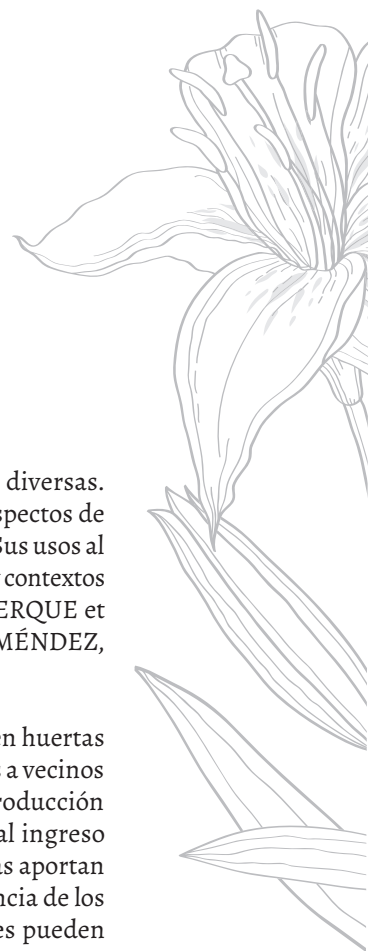 diversas.
spectos de
Sus usos al
contextos
ERQUE et
MÉNDEZ,
en huertas
s a vecinos
roducción
al ingreso
as aportan
ncia de los
es pueden